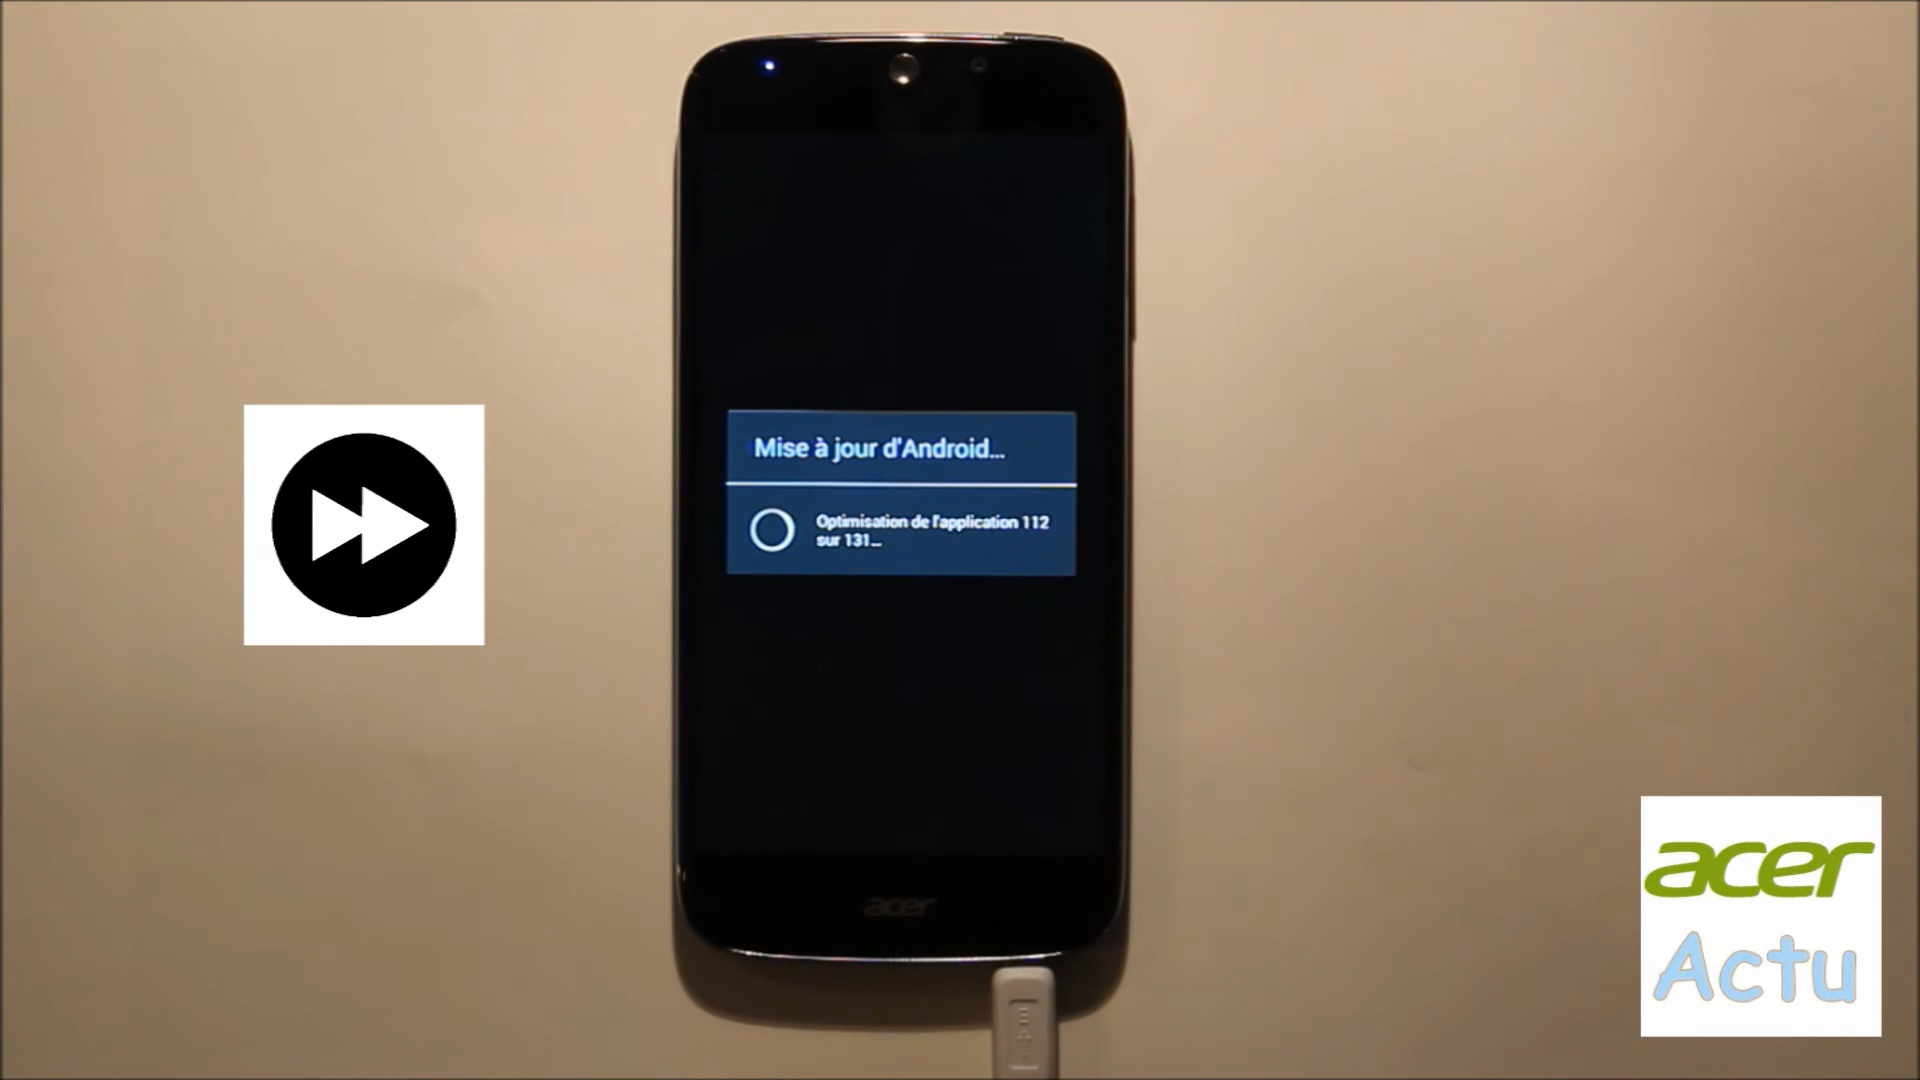 Mise à jour d'Android...
Optimisation de l'application 112
sur 131...
acer
acer
Actu